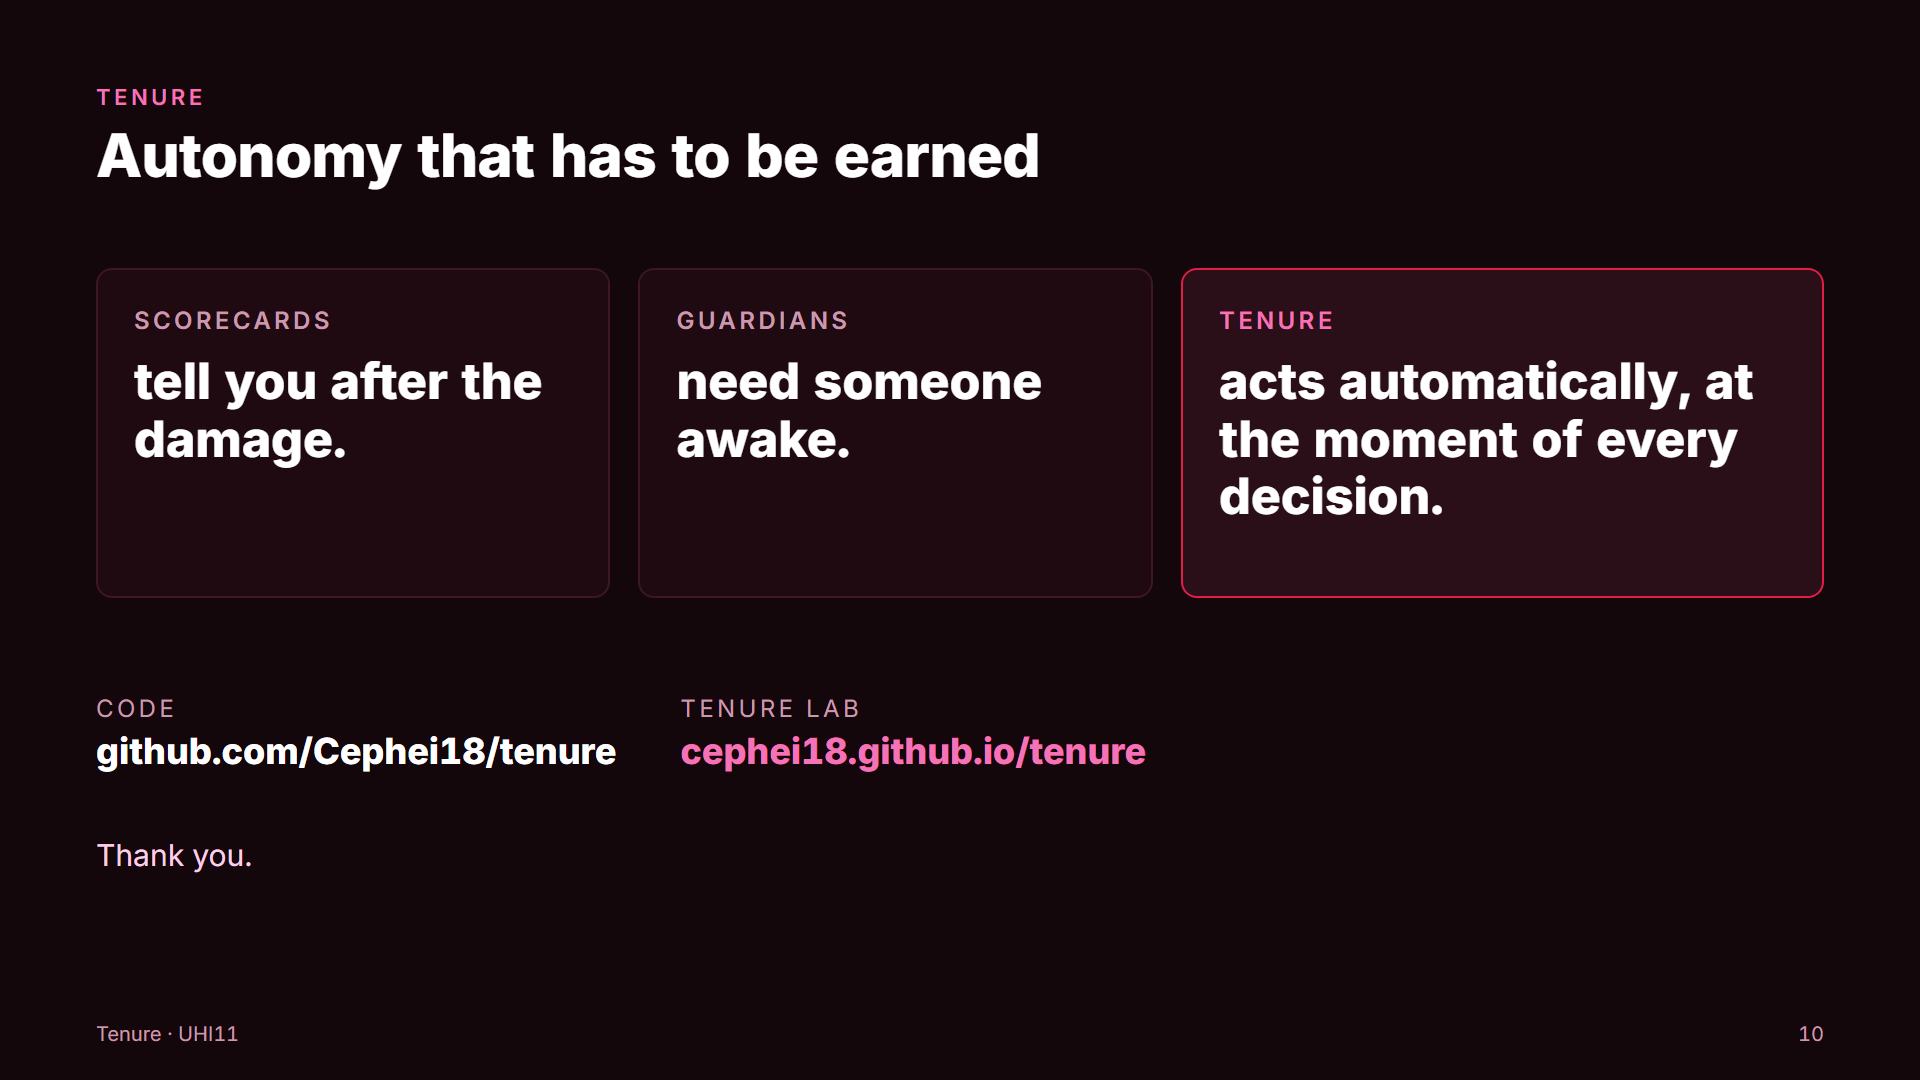 TENURE
Autonomy that has to be earned
SCORECARDS
tell you after the
damage.
GUARDIANS
need someone
awake.
TENURE
acts automatically, at
the moment of every
decision.
CODE
github.com/Cephei18/tenure
TENURE LAB
cephei18.github.io/tenure
Thank you.
Tenure · UHI11
10